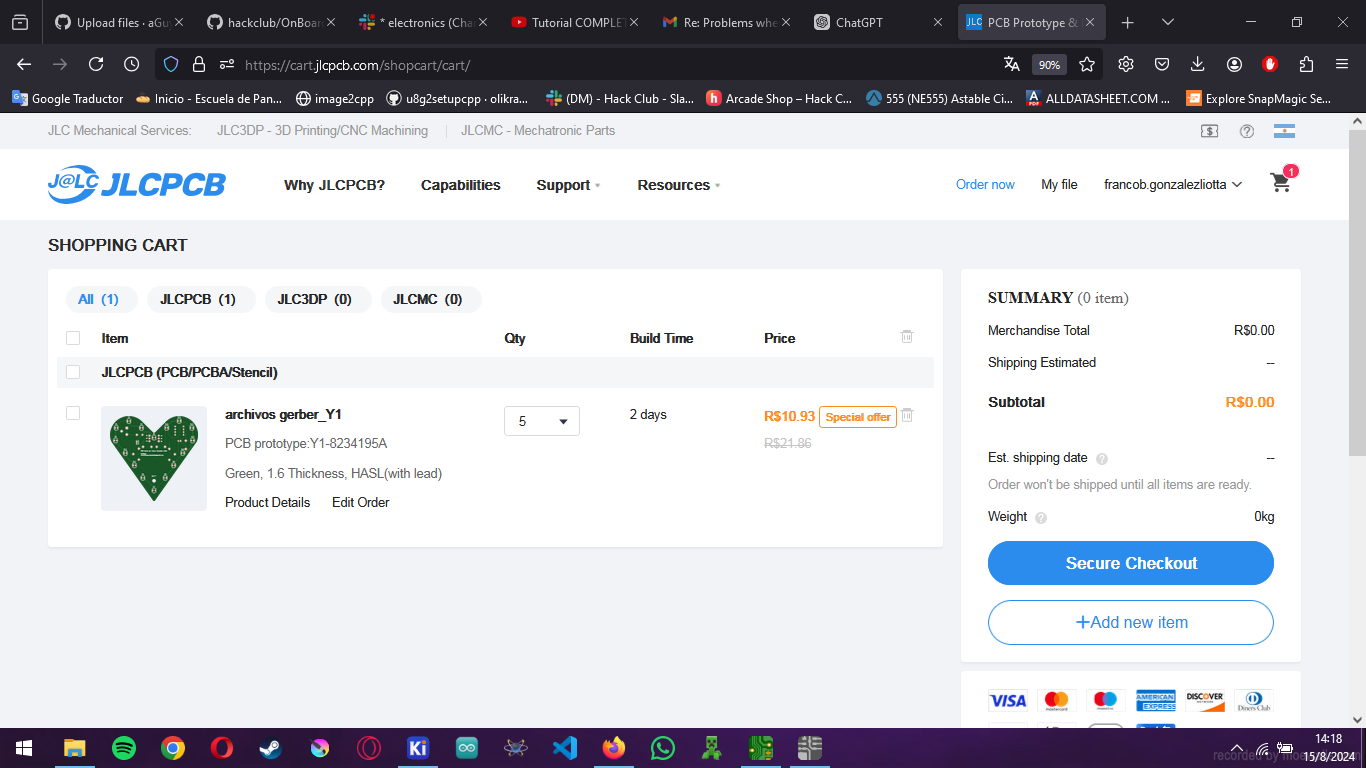 Upload files · aGus
hackclub/OnBoar
* electronics (Cha
Tutorial COMPLET
Re: Problems whe
ChatGPT
JLC PCB Prototype &
https://cart.jlcpcb.com/shopcart/cart/
90%
Google Traductor
Inicio - Escuela de Pan...
image2cpp
u8g2setupcpp · olikra...
(DM) - Hack Club - Sla...
Arcade Shop – Hack C...
555 (NE555) Astable Ci...
ALLDATASHEET.COM ...
Explore SnapMagic Se...
JLC Mechanical Services:
JLC3DP - 3D Printing/CNC Machining
JLCMC - Mechatronic Parts
J@LC JLCPCB
Why JLCPCB?
Capabilities
Support
Resources
Order now
My file
francob.gonzalezliotta
1
SHOPPING CART
All (1)
JLCPCB (1)
JLC3DP (0)
JLCMC (0)
Item
Qty
Build Time
Price
JLCPCB (PCB/PCBA/Stencil)
archivos gerber_Y1
5
2 days
R$10.93
Special offer
PCB prototype:Y1-8234195A
R$21.86
Green, 1.6 Thickness, HASL(with lead)
Product Details
Edit Order
SUMMARY (0 item)
Merchandise Total
R$0.00
Shipping Estimated
--
Subtotal
R$0.00
Est. shipping date
--
Order won't be shipped until all items are ready.
Weight
0kg
Secure Checkout
+Add new item
VISA
mastercard
maestro
AMERICAN EXPRESS
DISCOVER
Diners Club
Ki
14:18
15/8/2024